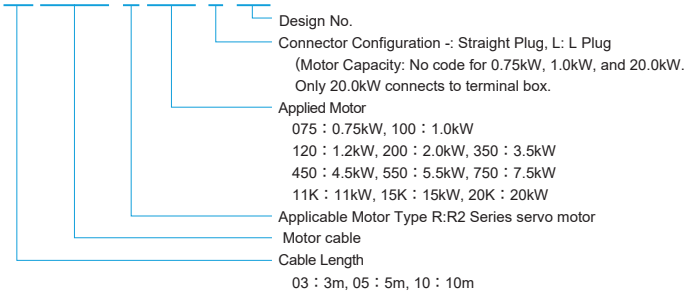 Design No.
Connector Configuration -: Straight Plug, L: L Plug
(Motor Capacity: No code for 0.75kW, 1.0kW, and 20.0kW.
Only 20.0kW connects to terminal box.
Applied Motor
075：0.75kW, 100：1.0kW
120：1.2kW, 200：2.0kW, 350：3.5kW
450：4.5kW, 550：5.5kW, 750：7.5kW
11K：11kW, 15K：15kW, 20K：20kW
Applicable Motor Type R:R2 Series servo motor
Motor cable
Cable Length
03：3m, 05：5m, 10：10m